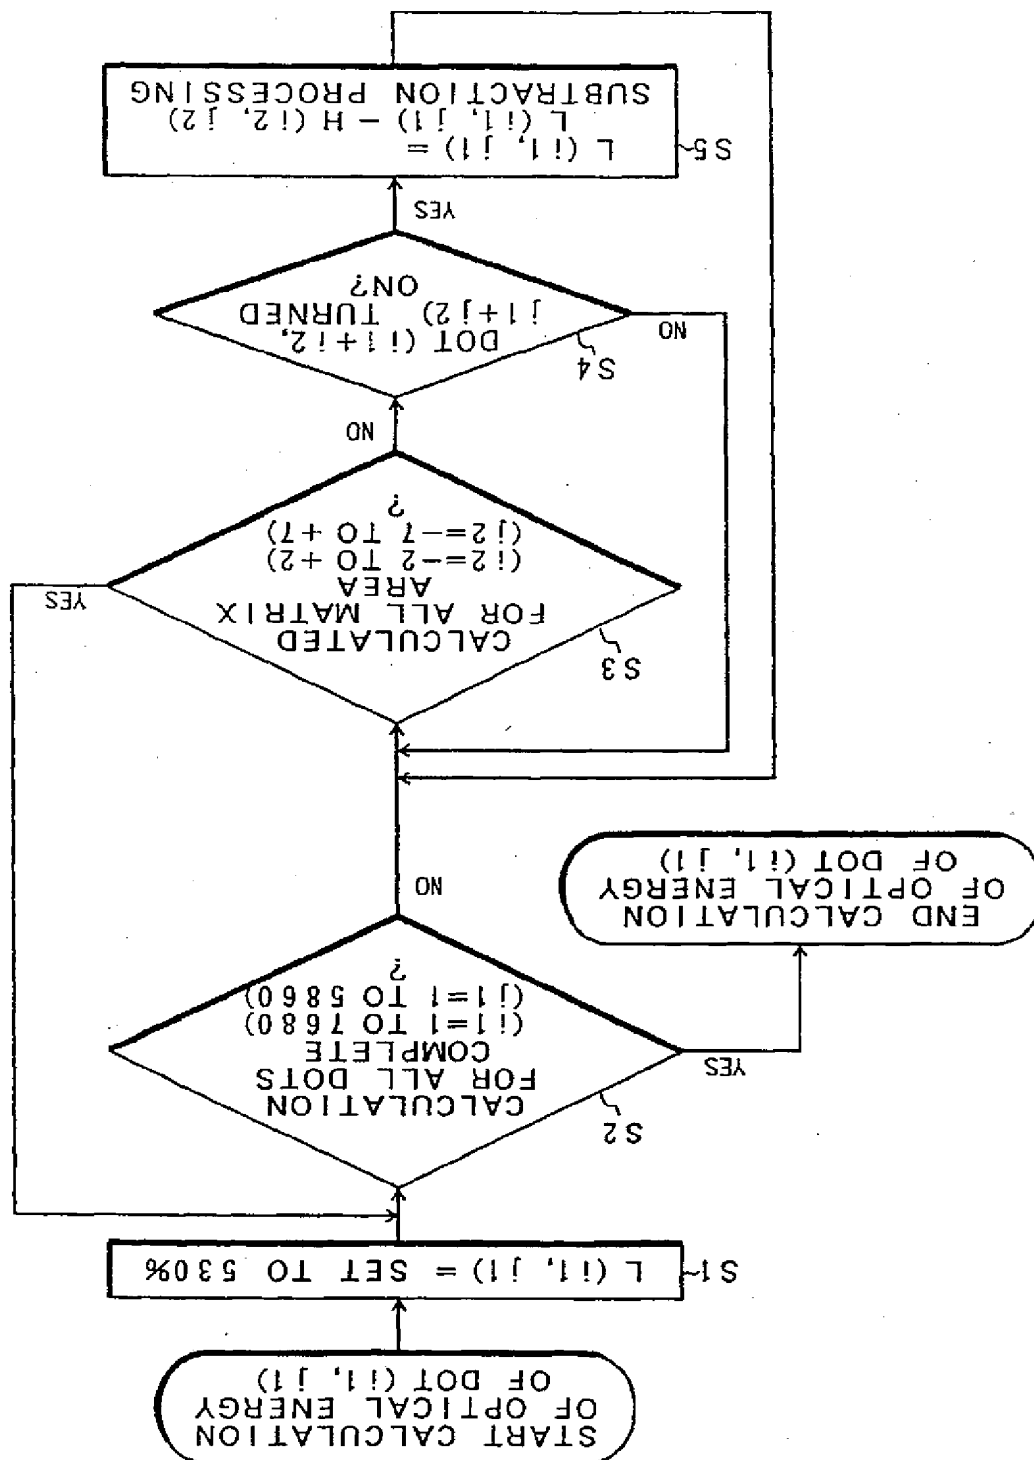 START CALCULATION
OF OPTICAL ENERGY
OF DOT (i1, j1)
S1
L (i1, j1) = SET TO 530%
S2
CALCULATION
FOR ALL DOTS
COMPLETE
(i1=1 TO 7680)
(j1=1 TO 5860)
?
YES
NO
END CALCULATION
OF OPTICAL ENERGY
OF DOT (i1, j1)
S3
CALCULATED
FOR ALL MATRIX
AREA
(i2=-2 TO +2)
(j2=-7 TO +7)
?
YES
NO
S4
DOT (i1+i2,
j1+j2) TURNED
ON?
NO
YES
S5
L (i1, j1) =
L (i1, j1) - H (i2, j2)
SUBTRACTION PROCESSING